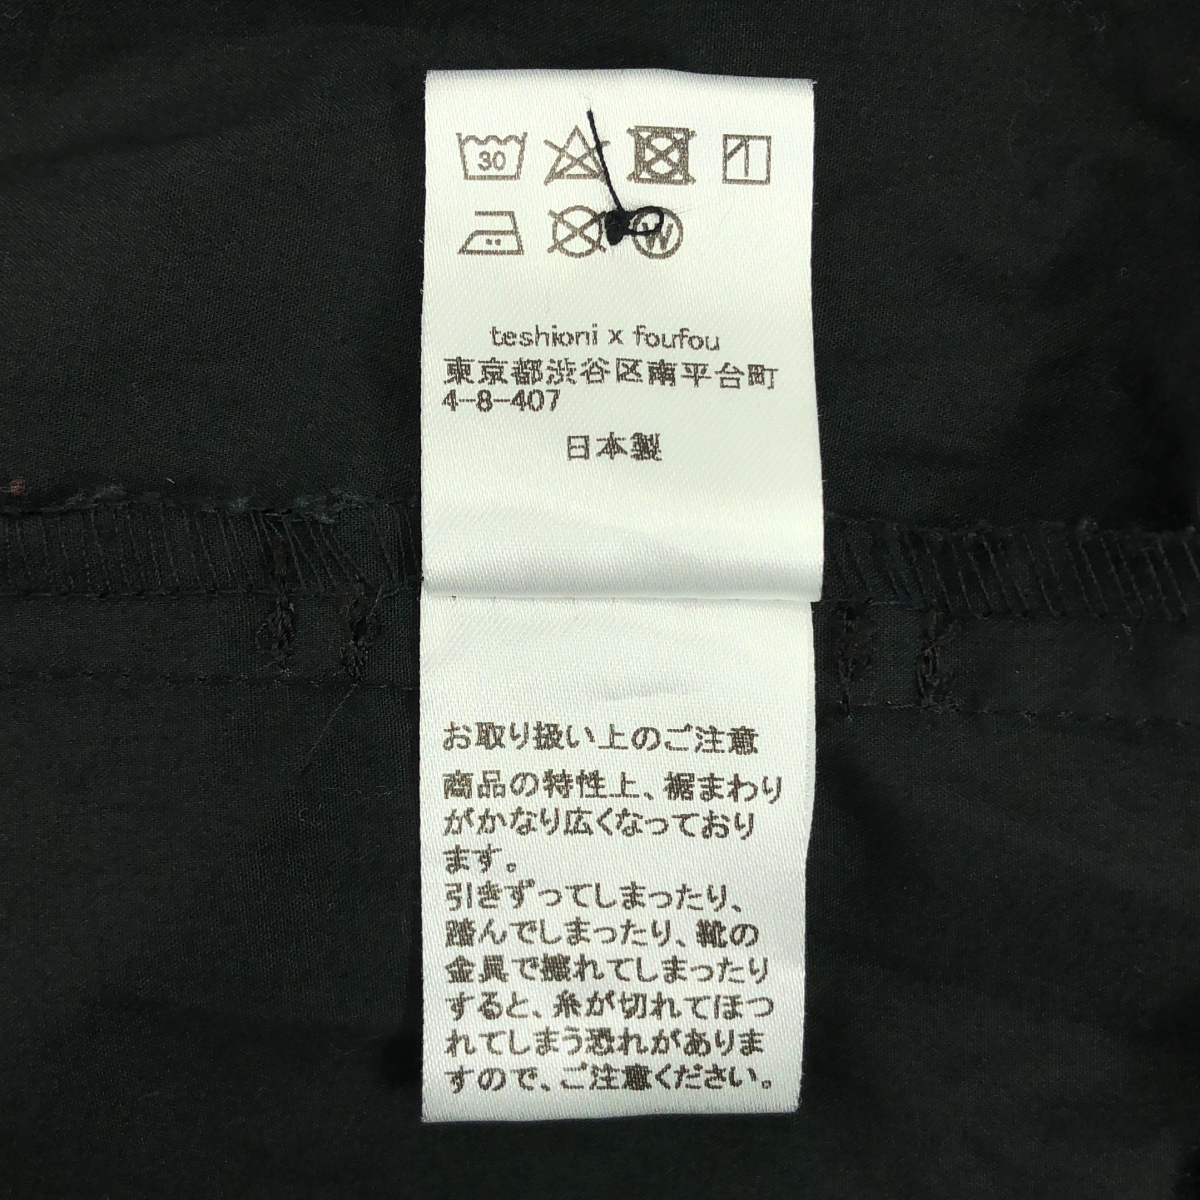 30
W
teshioni x foufou
東京都渋谷区南平台町
4-8-407
日本製
お取り扱い上のご注意
商品の特性上、裾まわり
がかなり広くなっており
ます。
引きずってしまったり、
踏んでしまったり、靴の
金具で擦れてしまったり
すると、糸が切れてほつ
れてしまう恐れがありま
すので、ご注意ください。